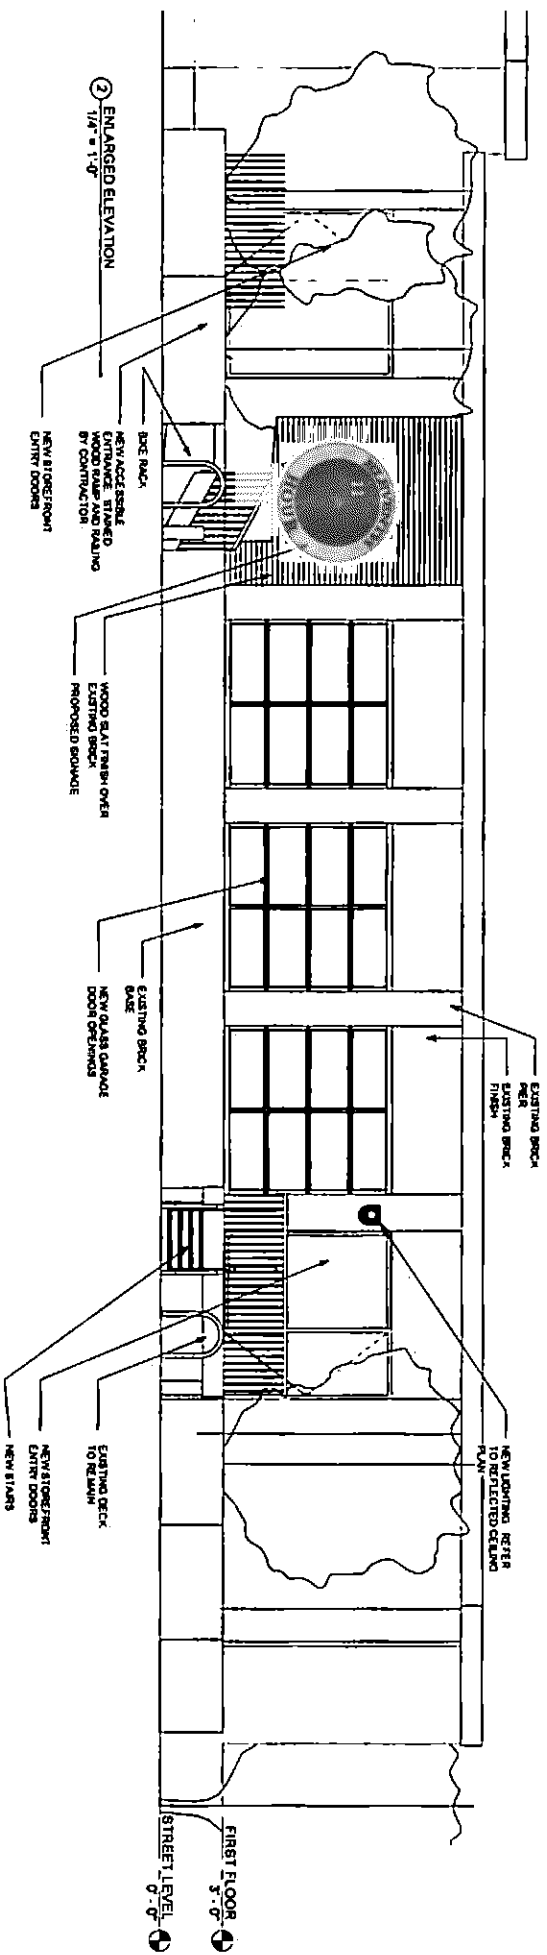 EXISTING BRICK
PIER
EXISTING BRICK
FINISH
NEW LIGHTING REFER
TO REFLECTED CEILING
PLAN
FIRST FLOOR
3' - 0"
STREET LEVEL
0' - 0"
2
ENLARGED ELEVATION
1/4" = 1'-0"
NEW STOREFRONT
ENTRY DOORS
BIKE RACK
NEW ACCESSIBLE
ENTRANCE STAINED
WOOD RAMP AND RAILING
BY CONTRACTOR
WOOD SLAT FINISH OVER
EXISTING BRICK
PROPOSED SIGNAGE
EXISTING BRICK
BASE
NEW GLASS GARAGE
DOOR OPENINGS
EXISTING DECK
TO REMAIN
NEW STOREFRONT
ENTRY DOORS
NEW STAIRS